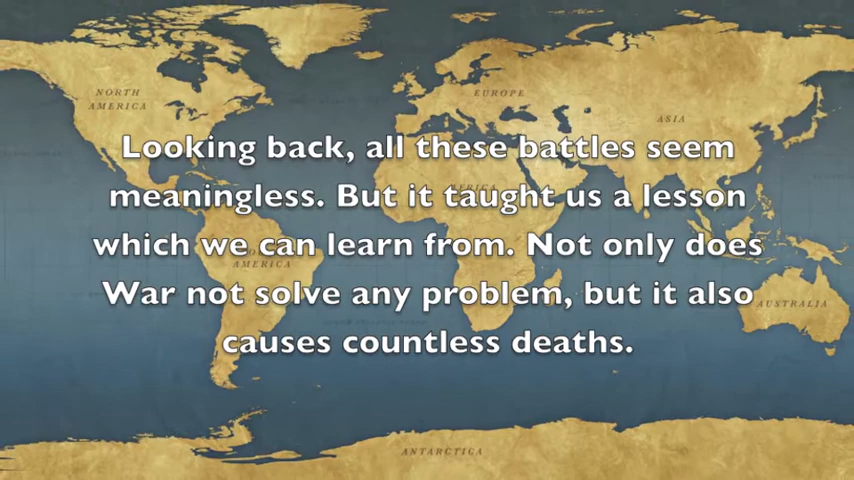 NORTH
AMERICA
EUROPE
ASIA
Looking back, all these battles seem
meaningless. But it taught us a lesson
which we can learn from. Not only does
AMERICA
War not solve any problem, but it also
AUSTRALIA
causes countless deaths.
ANTARCTICA